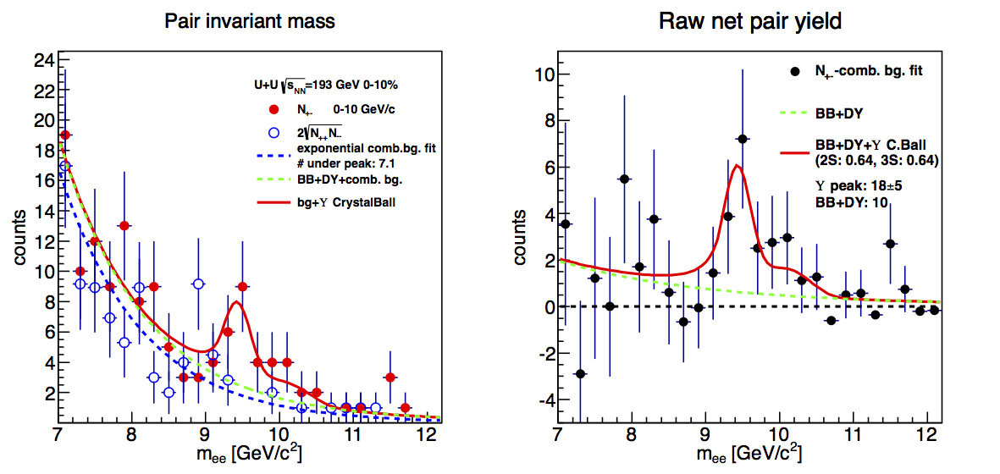 Pair invariant mass
counts
24
22
20
18
16
14
12
10
8
6
4
2
U+U √s_NN=193 GeV 0-10%
N+- 0-10 GeV/c
2√N++N--
exponential comb.bg. fit
# under peak: 7.1
BB+DY+comb. bg.
bg+ϒ CrystalBall
7 8 9 10 11 12
m_ee [GeV/c²]
Raw net pair yield
counts
10
8
6
4
2
0
-2
-4
N+--comb. bg. fit
BB+DY
BB+DY+ϒ C.Ball
(2S: 0.64, 3S: 0.64)
ϒ peak: 18±5
BB+DY: 10
7 8 9 10 11 12
m_ee [GeV/c²]